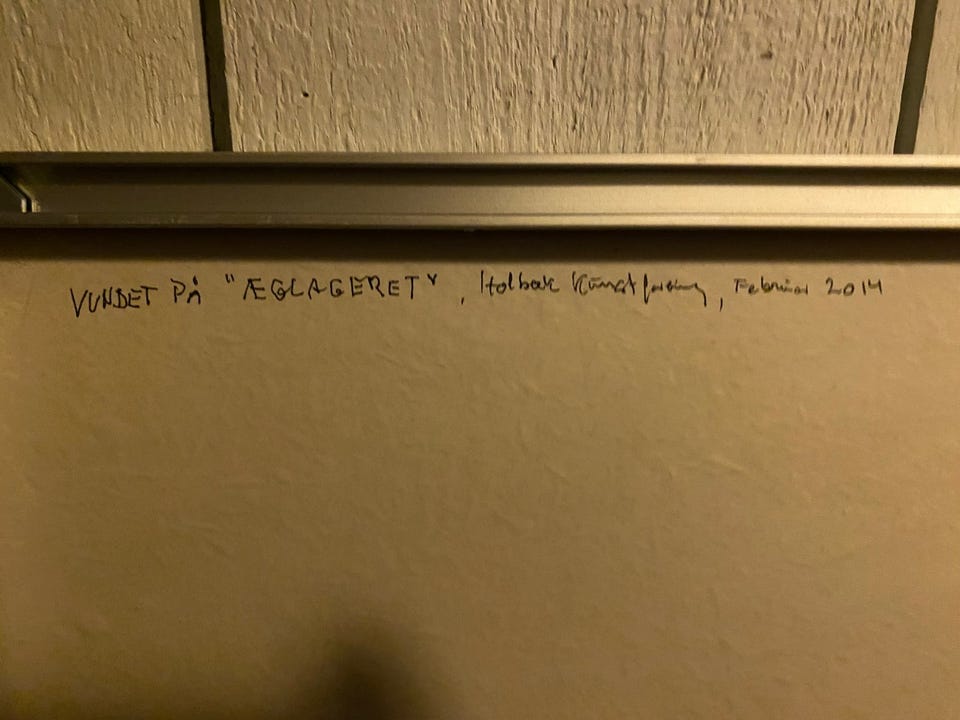 VUNDET PÅ "ÆGLAGERET", Holbæk Kunstforening, Februar 2014